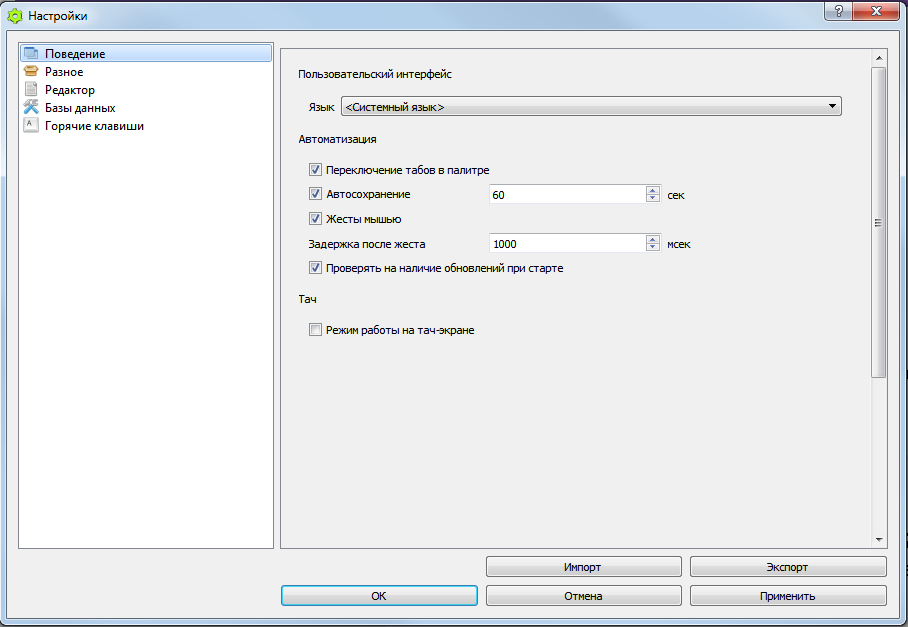 Настройки
?
Поведение
Разное
Редактор
Базы данных
A
Горячие клавиши
Пользовательский интерфейс
Язык <Системный язык>
Автоматизация
Переключение табов в палитре
Автосохранение 60 сек
Жесты мышью
Задержка после жеста 1000 мсек
Проверять на наличие обновлений при старте
Тач
Режим работы на тач-экране
Импорт Экспорт
ОК Отмена Применить